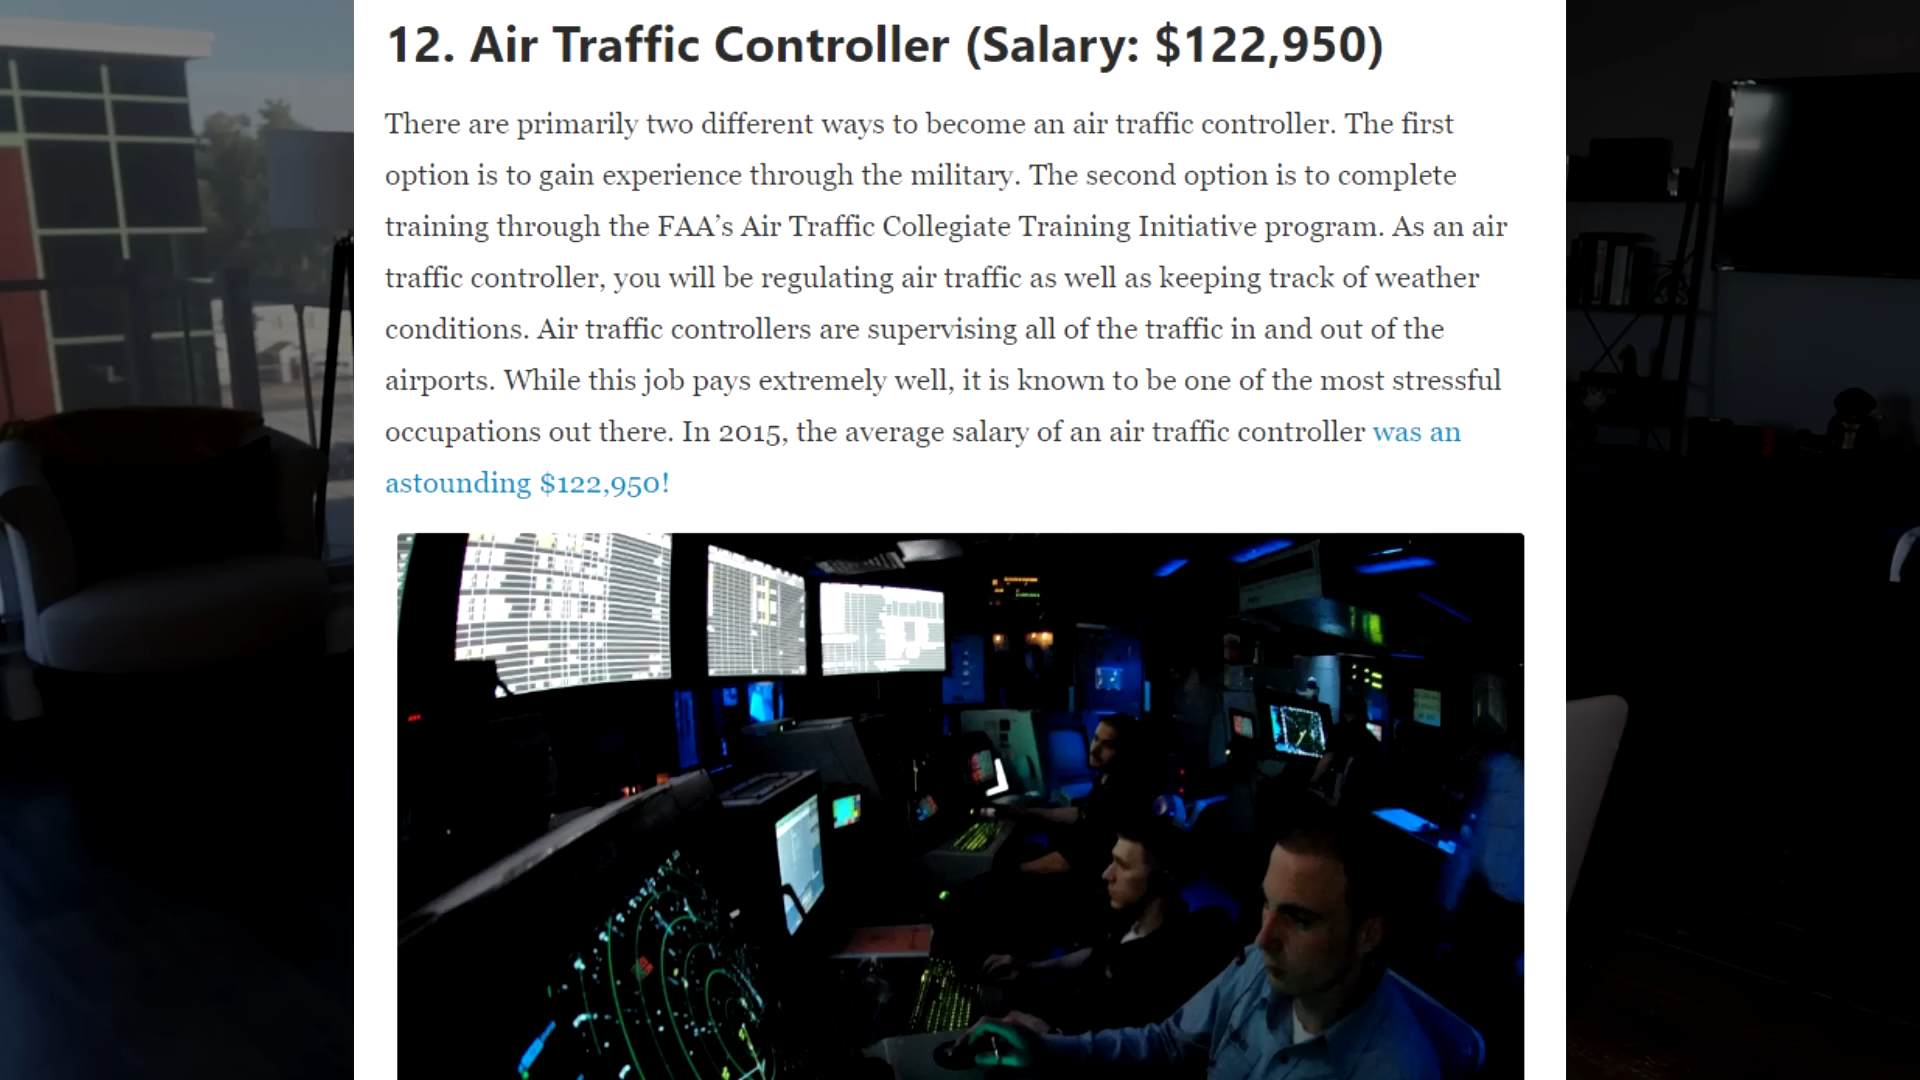 12. Air Traffic Controller (Salary: $122,950)
There are primarily two different ways to become an air traffic controller. The first
option is to gain experience through the military. The second option is to complete
training through the FAA’s Air Traffic Collegiate Training Initiative program. As an air
traffic controller, you will be regulating air traffic as well as keeping track of weather
conditions. Air traffic controllers are supervising all of the traffic in and out of the
airports. While this job pays extremely well, it is known to be one of the most stressful
occupations out there. In 2015, the average salary of an air traffic controller was an
astounding $122,950!